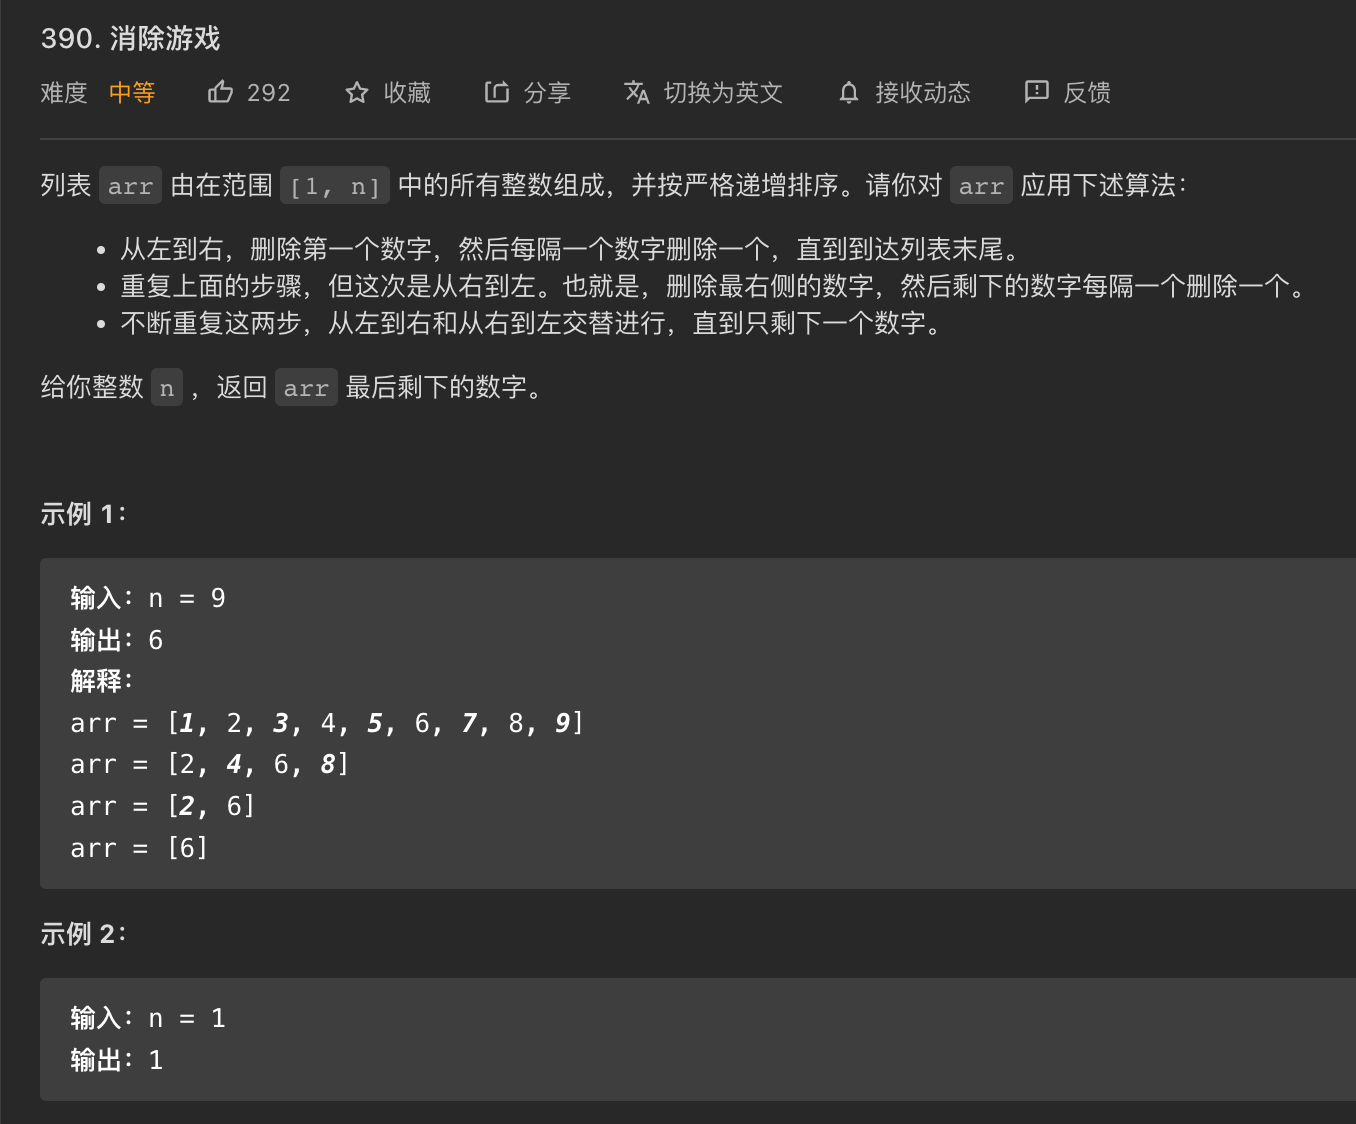 390. 消除游戏
难度 中等 292 收藏 分享 切换为英文 接收动态 反馈
列表 arr 由在范围 [1, n] 中的所有整数组成，并按严格递增排序。请你对 arr 应用下述算法：
• 从左到右，删除第一个数字，然后每隔一个数字删除一个，直到到达列表末尾。
• 重复上面的步骤，但这次是从右到左。也就是，删除最右侧的数字，然后剩下的数字每隔一个删除一个。
• 不断重复这两步，从左到右和从右到左交替进行，直到只剩下一个数字。
给你整数 n ，返回 arr 最后剩下的数字。
示例 1：
输入：n = 9
输出：6
解释：
arr = [1, 2, 3, 4, 5, 6, 7, 8, 9]
arr = [2, 4, 6, 8]
arr = [2, 6]
arr = [6]
示例 2：
输入：n = 1
输出：1